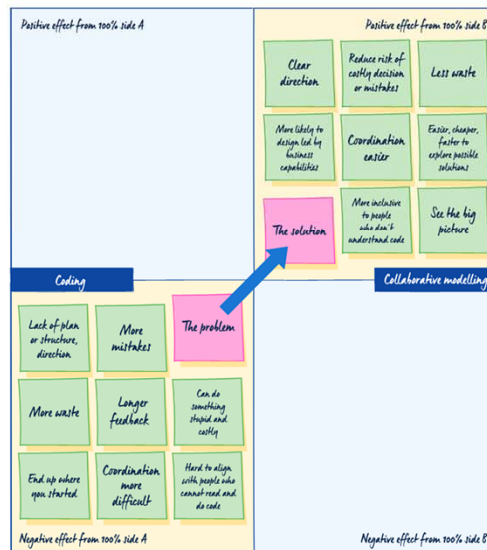 Positive effect from 100% side A
Positive effect from 100% side B
Clear
direction
Reduce risk of
costly decision
or mistakes
Less waste
More likely to
design led by
business
capabilities
Coordination
easier
Easier, cheaper,
faster to
explore possible
solutions
The solution
More inclusive
to people
who don't
understand code
See the big
picture
Coding
Collaborative modelling
Lack of plan
or structure,
direction
More
mistakes
The problem
More waste
Longer
feedback
Can do
something
stupid and
costly
End up where
you started
Coordination
more
difficult
Hard to align
with people who
cannot read and
do code
Negative effect from 100% side A
Negative effect from 100% side B